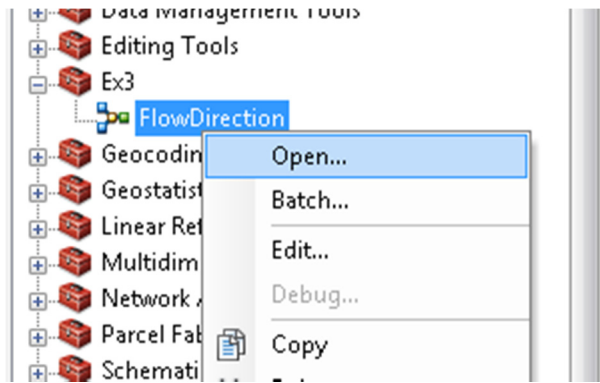 Data Management Tools
Editing Tools
Ex3
FlowDirection
Geocodin
Open...
Geostatist
Batch...
Linear Ref
Edit...
Multidim
Network
Debug...
Parcel Fab
Copy
Schemati